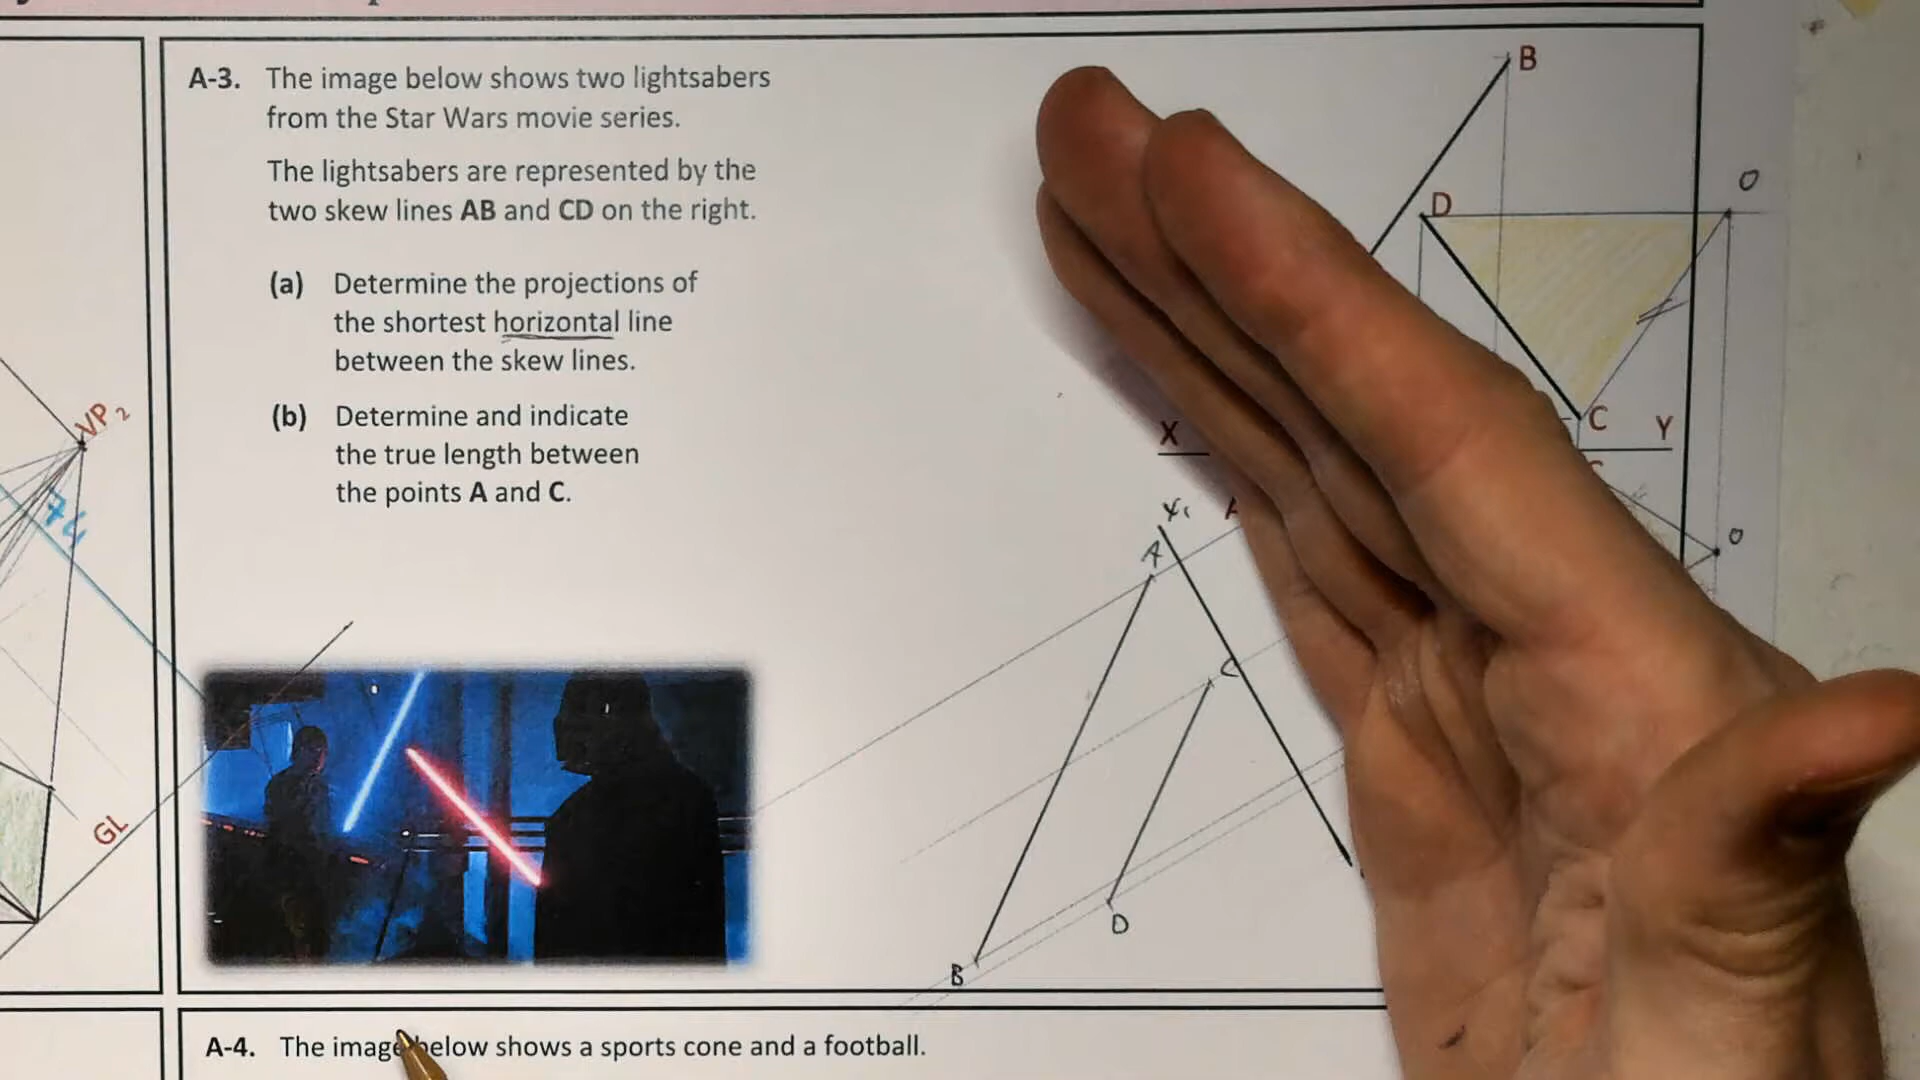 A-3. The image below shows two lightsabers
from the Star Wars movie series.
The lightsabers are represented by the
two skew lines AB and CD on the right.
(a) Determine the projections of
the shortest horizontal line
between the skew lines.
(b) Determine and indicate
the true length between
the points A and C.
B
O
D
C
Y
X
X₁
A
O
A
C
D
B
VP₂
74
GL
A-4. The image below shows a sports cone and a football.